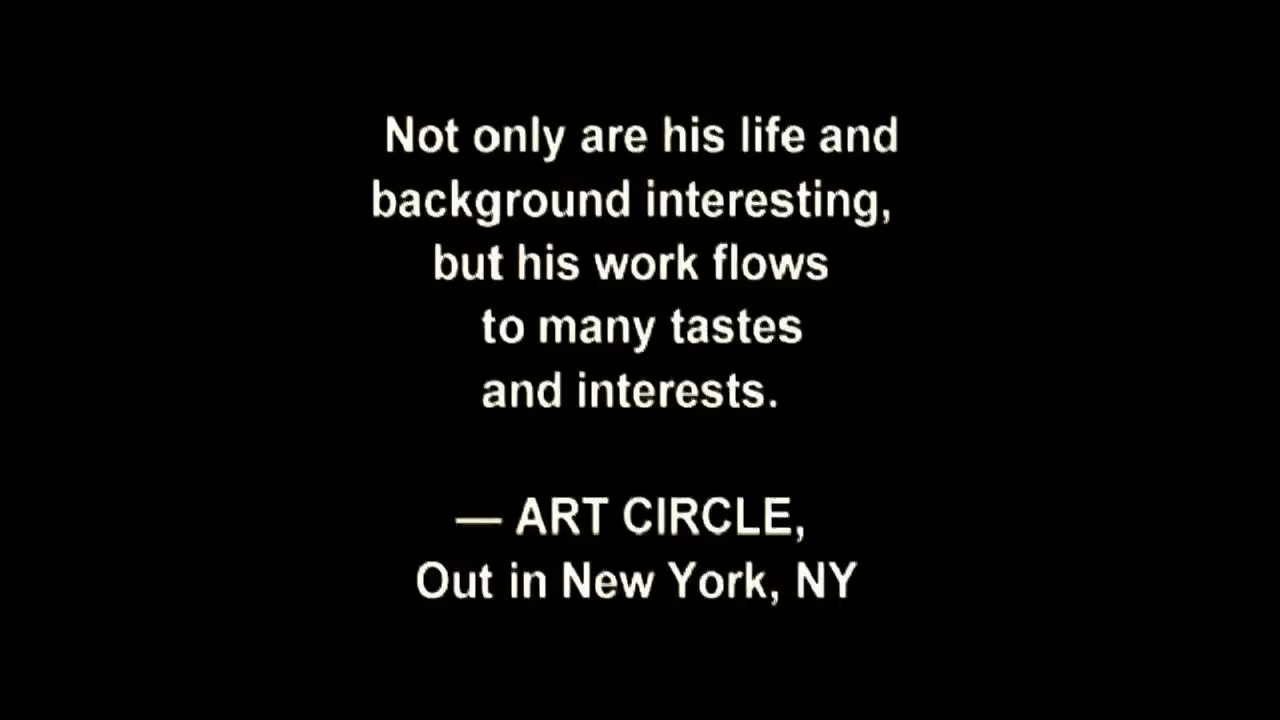 Not only are his life and
background interesting,
but his work flows
to many tastes
and interests.
— ART CIRCLE,
Out in New York, NY